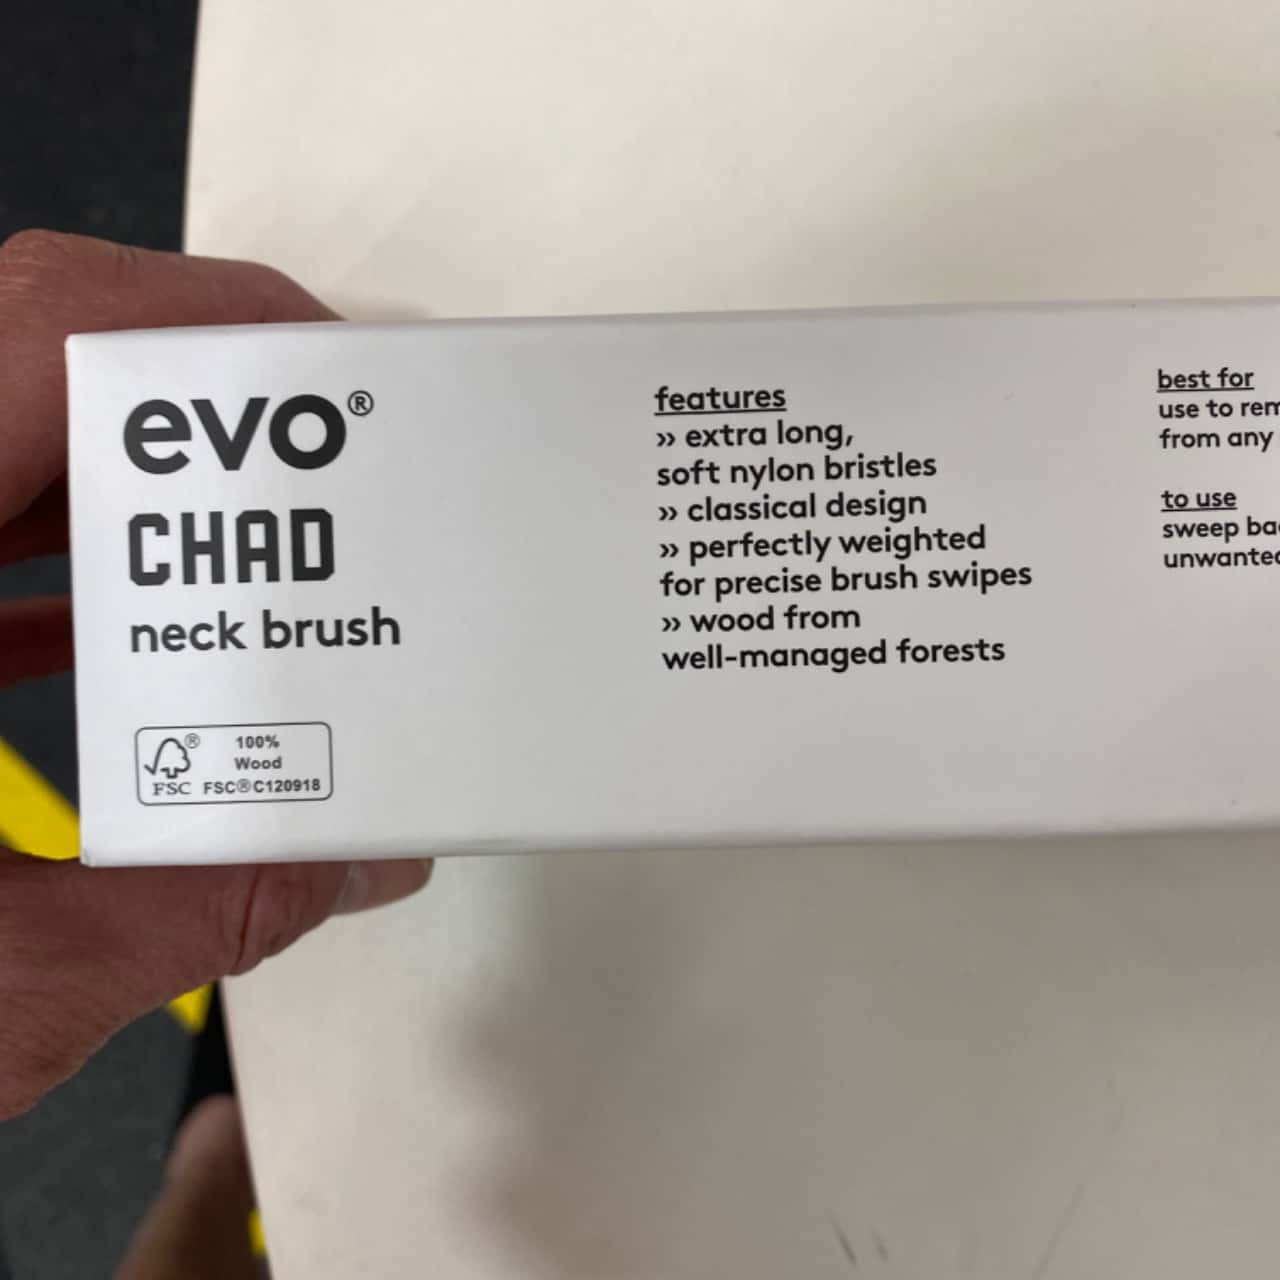 evo®
CHAD
neck brush
100%
Wood
FSC® FSC®C120918
features
›› extra long,
soft nylon bristles
›› classical design
›› perfectly weighted
for precise brush swipes
›› wood from
well-managed forests
best for
use to
from any
to use
sweep